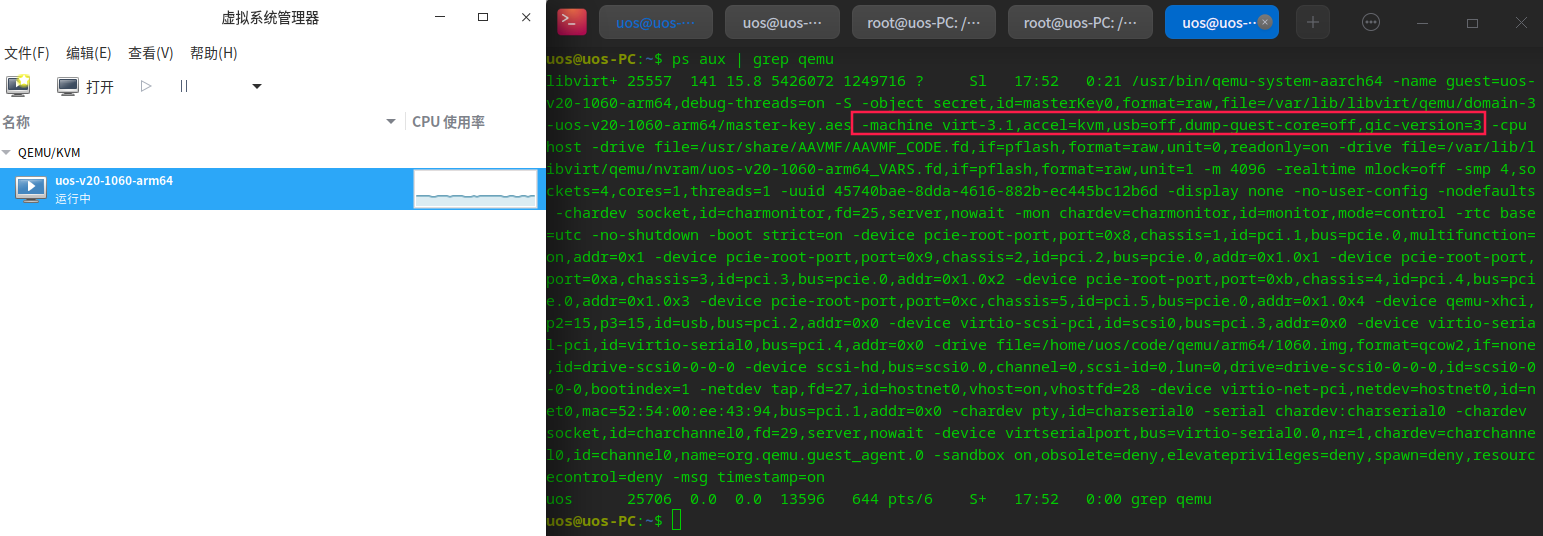 虚拟系统管理器
文件(F) 编辑(E) 查看(V) 帮助(H)
打开
名称 CPU 使用率
QEMU/KVM
uos-v20-1060-arm64
运行中
uos@uos-··· uos@uos-··· root@uos-PC: /··· root@uos-PC: /··· uos@uos-···
uos@uos-PC:~$ ps aux | grep qemu
libvirt+ 25557  141 15.8 5426072 1249716 ?     Sl   17:52   0:21 /usr/bin/qemu-system-aarch64 -name guest=uos-
v20-1060-arm64,debug-threads=on -S -object secret,id=masterKey0,format=raw,file=/var/lib/libvirt/qemu/domain-3
-uos-v20-1060-arm64/master-key.aes -machine virt-3.1,accel=kvm,usb=off,dump-guest-core=off,gic-version=3 -cpu
host -drive file=/usr/share/AAVMF/AAVMF_CODE.fd,if=pflash,format=raw,unit=0,readonly=on -drive file=/var/lib/l
ibvirt/qemu/nvram/uos-v20-1060-arm64_VARS.fd,if=pflash,format=raw,unit=1 -m 4096 -realtime mlock=off -smp 4,so
ckets=4,cores=1,threads=1 -uuid 45740bae-8dda-4616-882b-ec445bc12b6d -display none -no-user-config -nodefaults
-chardev socket,id=charmonitor,fd=25,server,nowait -mon chardev=charmonitor,id=monitor,mode=control -rtc base
=utc -no-shutdown -boot strict=on -device pcie-root-port,port=0x8,chassis=1,id=pci.1,bus=pcie.0,multifunction=
on,addr=0x1 -device pcie-root-port,port=0x9,chassis=2,id=pci.2,bus=pcie.0,addr=0x1.0x1 -device pcie-root-port,
port=0xa,chassis=3,id=pci.3,bus=pcie.0,addr=0x1.0x2 -device pcie-root-port,port=0xb,chassis=4,id=pci.4,bus=pci
e.0,addr=0x1.0x3 -device pcie-root-port,port=0xc,chassis=5,id=pci.5,bus=pcie.0,addr=0x1.0x4 -device qemu-xhci,
p2=15,p3=15,id=usb,bus=pci.2,addr=0x0 -device virtio-scsi-pci,id=scsi0,bus=pci.3,addr=0x0 -device virtio-seria
l-pci,id=virtio-serial0,bus=pci.4,addr=0x0 -drive file=/home/uos/code/qemu/arm64/1060.img,format=qcow2,if=none
,id=drive-scsi0-0-0-0 -device scsi-hd,bus=scsi0.0,channel=0,scsi-id=0,lun=0,drive=drive-scsi0-0-0-0,id=scsi0-0
-0-0,bootindex=1 -netdev tap,fd=27,id=hostnet0,vhost=on,vhostfd=28 -device virtio-net-pci,netdev=hostnet0,id=n
et0,mac=52:54:00:ee:43:94,bus=pci.1,addr=0x0 -chardev pty,id=charserial0 -serial chardev:charserial0 -chardev
socket,id=charchannel0,fd=29,server,nowait -device virtserialport,bus=virtio-serial0.0,nr=1,chardev=charchanne
l0,id=channel0,name=org.qemu.guest_agent.0 -sandbox on,obsolete=deny,elevateprivileges=deny,spawn=deny,resourc
econtrol=deny -msg timestamp=on
uos      25706  0.0  0.0  13596   644 pts/6    S+   17:52   0:00 grep qemu
uos@uos-PC:~$